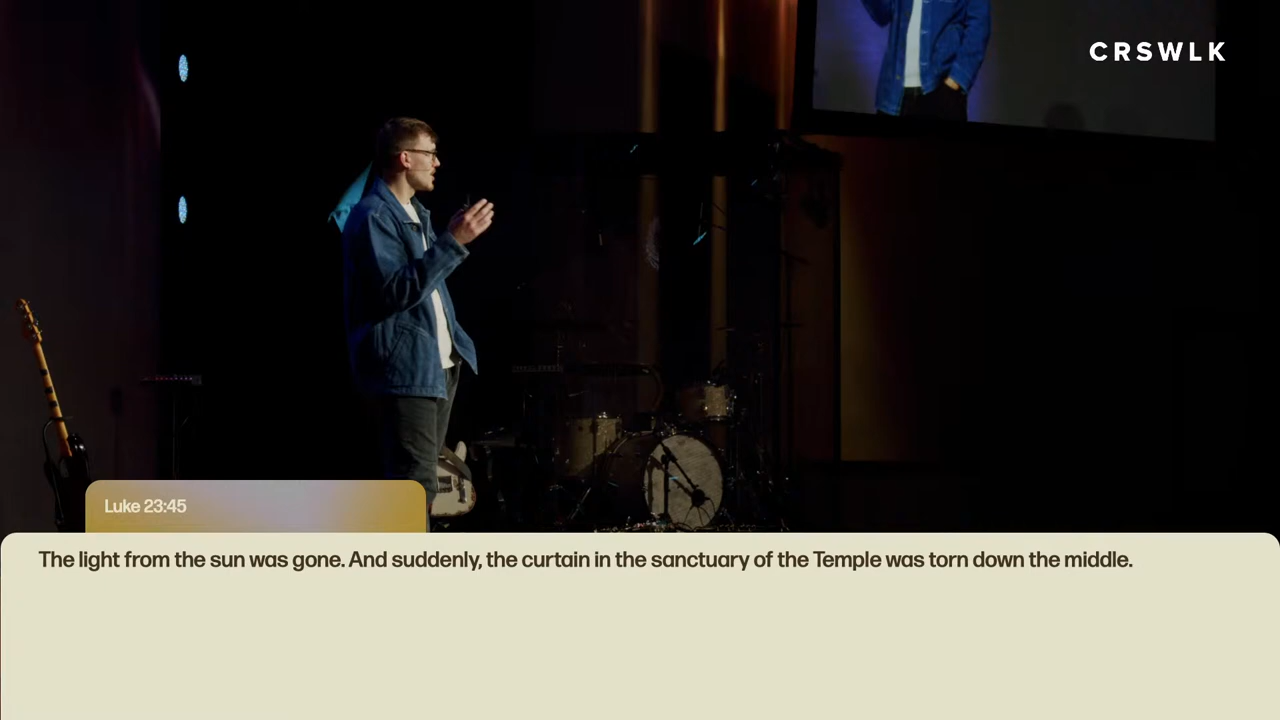 CRSWLK
Luke 23:45
The light from the sun was gone. And suddenly, the curtain in the sanctuary of the Temple was torn down the middle.